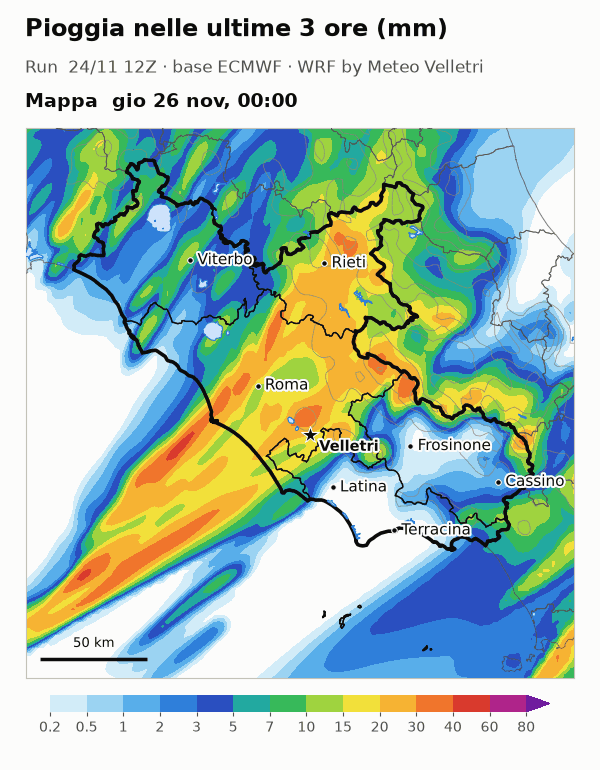 Pioggia nelle ultime 3 ore (mm)
Run  24/11 12Z · base ECMWF · WRF by Meteo Velletri
Mappa  gio 26 nov, 00:00
Viterbo
Rieti
Roma
Velletri
Frosinone
Cassino
Latina
Terracina
50 km
0.2 0.5 1 2 3 5 7 10 15 20 30 40 60 80